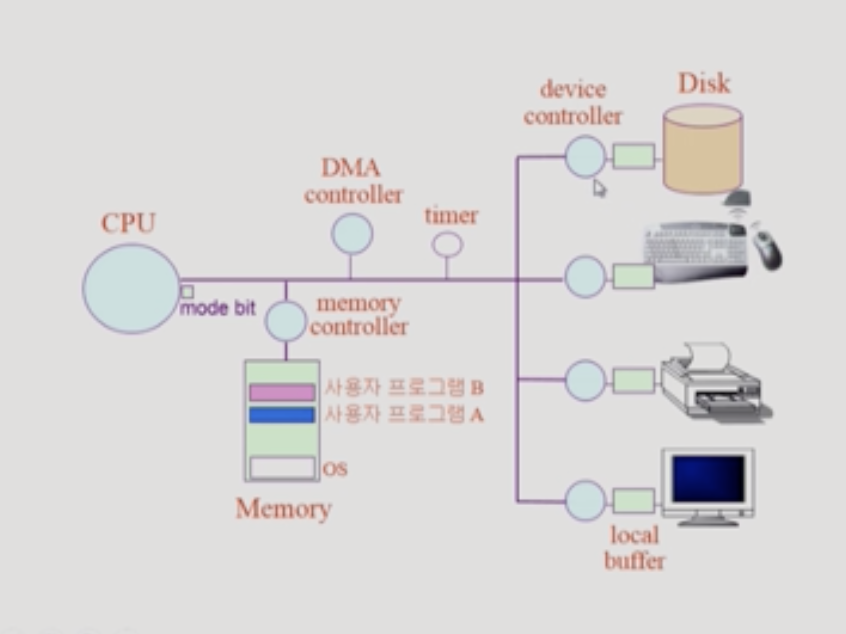 device
controller
Disk
DMA
controller
timer
CPU
mode bit
memory
controller
사용자 프로그램 B
사용자 프로그램 A
OS
Memory
local
buffer